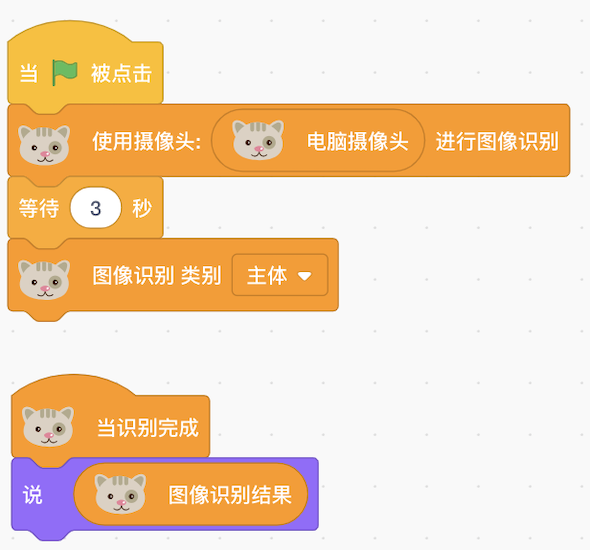 当 被点击
使用摄像头: 电脑摄像头 进行图像识别
等待 3 秒
图像识别 类别 主体
当识别完成
说 图像识别结果